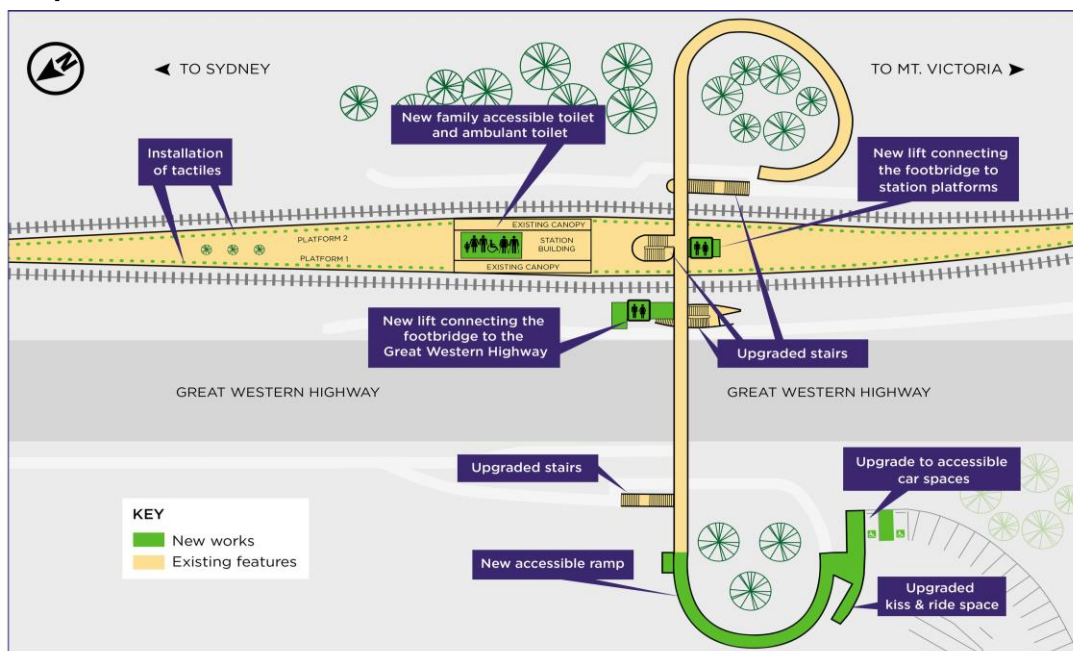 N
TO SYDNEY
TO MT. VICTORIA
New family accessible toilet
and ambulant toilet
Installation
of tactiles
New lift connecting
the footbridge to
station platforms
PLATFORM 2
PLATFORM 1
EXISTING CANOPY
STATION
BUILDING
EXISTING CANOPY
New lift connecting the
footbridge to the
Great Western Highway
Upgraded stairs
GREAT WESTERN HIGHWAY
GREAT WESTERN HIGHWAY
Upgraded stairs
Upgrade to accessible
car spaces
KEY
New works
Existing features
New accessible ramp
Upgraded
kiss & ride space